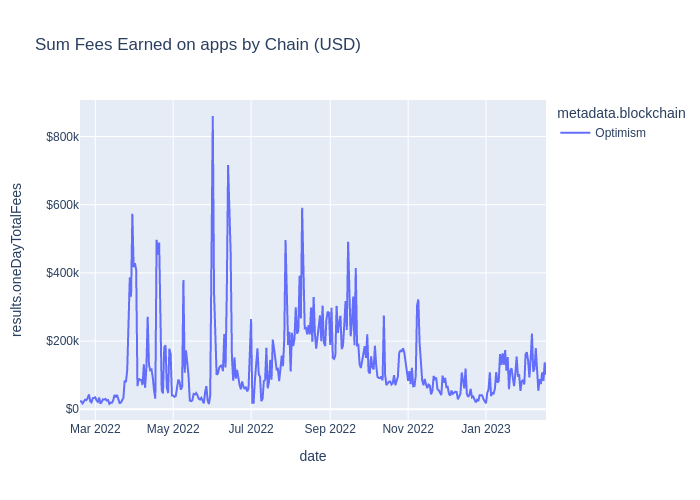 Sum Fees Earned on apps by Chain (USD)
metadata.blockchain
Optimism
$800k
$600k
$400k
$200k
$0
results.oneDayTotalFees
Mar 2022
May 2022
Jul 2022
Sep 2022
Nov 2022
Jan 2023
date